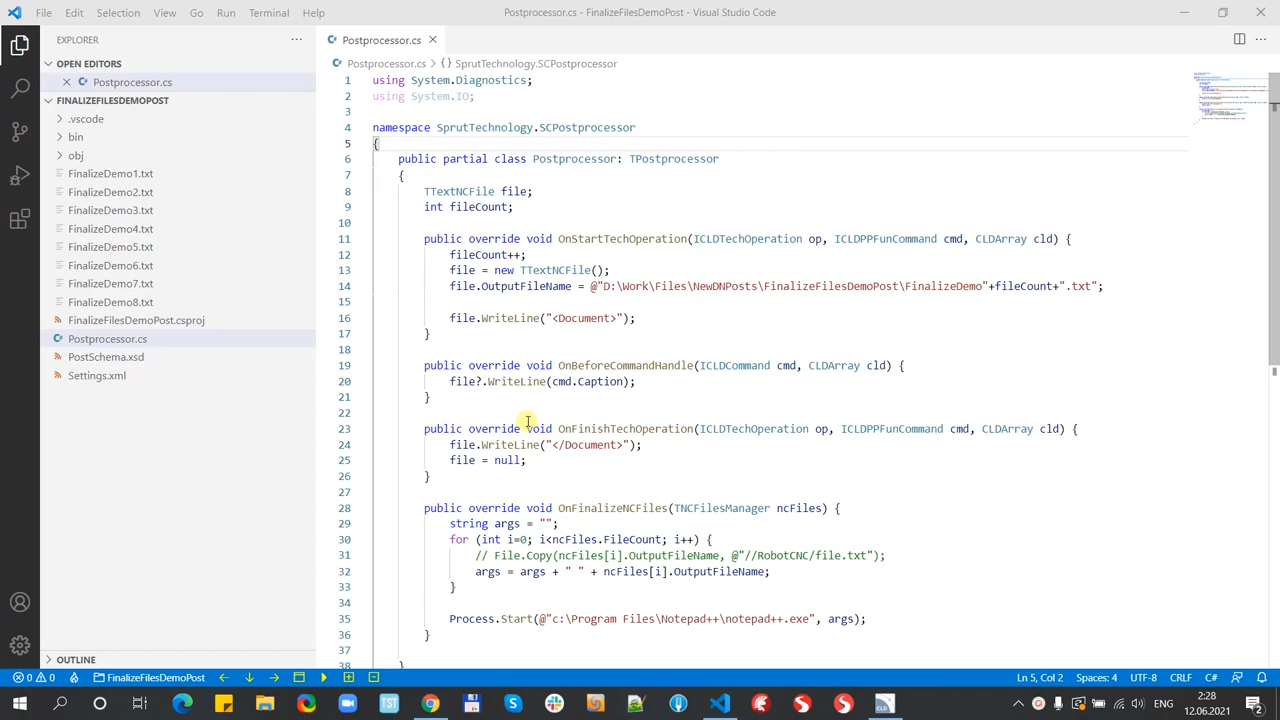 File Edit Selection View Go Run Terminal Help
Postprocessor.cs - FinalizeFilesDemoPost - Visual Studio Code
EXPLORER
OPEN EDITORS
Postprocessor.cs
FINALIZEFILESDEMOPOST
.vscode
bin
obj
FinalizeDemo1.txt
FinalizeDemo2.txt
FinalizeDemo3.txt
FinalizeDemo4.txt
FinalizeDemo5.txt
FinalizeDemo6.txt
FinalizeDemo7.txt
FinalizeDemo8.txt
FinalizeFilesDemoPost.csproj
Postprocessor.cs
PostSchema.xsd
Settings.xml
OUTLINE
Postprocessor.cs
Postprocessor.cs > {} SprutTechnology.SCPostprocessor
1 using System.Diagnostics;
2 using System.IO;
3
4 namespace SprutTechnology.SCPostprocessor
5 {
6 public partial class Postprocessor: TPostprocessor
7 {
8 TTextNCFile file;
9 int fileCount;
10
11 public override void OnStartTechOperation(ICLDTechOperation op, ICLDPPFunCommand cmd, CLDArray cld) {
12 fileCount++;
13 file = new TTextNCFile();
14 file.OutputFileName = @"D:\Work\Files\NewDNPosts\FinalizeFilesDemoPost\FinalizeDemo"+fileCount+".txt";
15
16 file.WriteLine("<Document>");
17 }
18
19 public override void OnBeforeCommandHandle(ICLDCommand cmd, CLDArray cld) {
20 file?.WriteLine(cmd.Caption);
21 }
22
23 public override void OnFinishTechOperation(ICLDTechOperation op, ICLDPPFunCommand cmd, CLDArray cld) {
24 file.WriteLine("</Document>");
25 file = null;
26 }
27
28 public override void OnFinalizeNCFiles(TNCFilesManager ncFiles) {
29 string args = "";
30 for (int i=0; i<ncFiles.FileCount; i++) {
31 // File.Copy(ncFiles[i].OutputFileName, @"//RobotCNC/file.txt");
32 args = args + " " + ncFiles[i].OutputFileName;
33 }
34
35 Process.Start(@"c:\Program Files\Notepad++\notepad++.exe", args);
36 }
37
38 }
0 0 FinalizeFilesDemoPost Ln 5, Col 2 Spaces: 4 UTF-8 CRLF C#
TST
CLD
ENG
2:28
12.06.2021
2